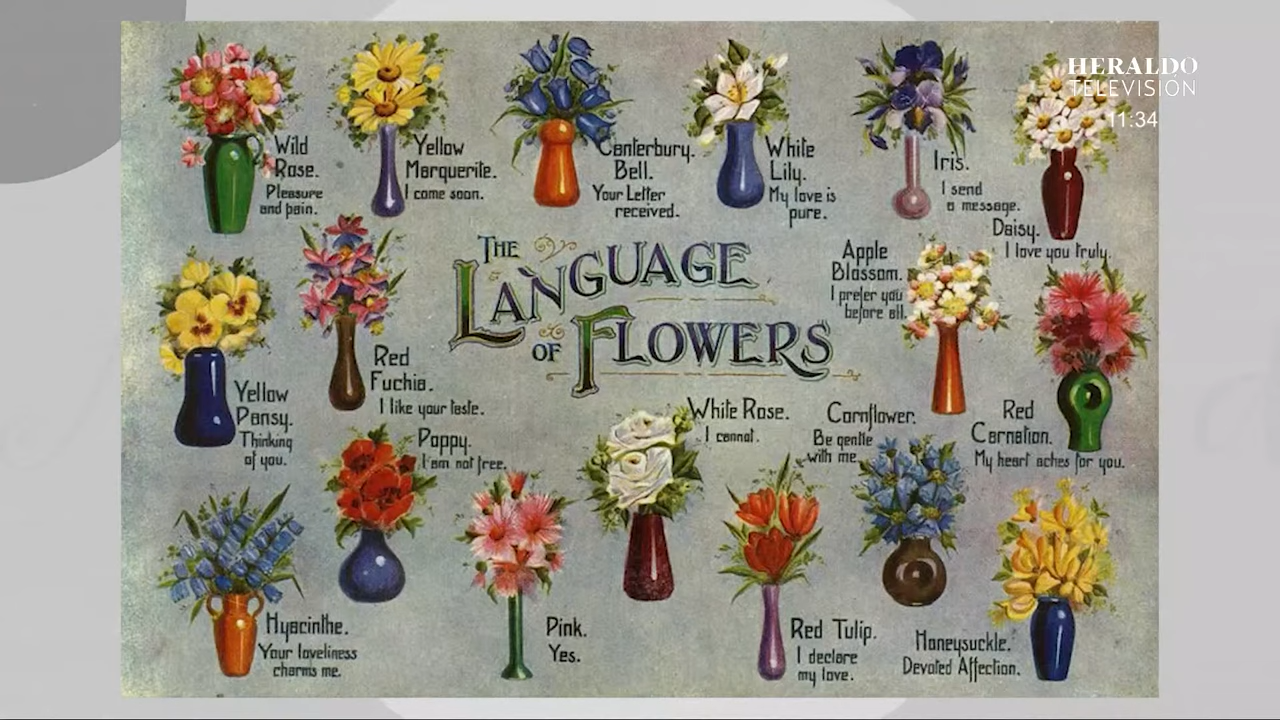 HERALDO
TELEVISION
11:34
Wild
Rose.
Pleasure
and pain.
Yellow
Marquerite.
I come soon.
Canterbury.
Bell.
Your Letter
received.
White
Lily.
My love is
pure.
Iris.
I send
a message.
Daisy.
I love you truly.
THE
LANGUAGE
OF FLOWERS
Yellow
Pansy.
Thinking
of you.
Red
Fuchia.
I like your taste.
Apple
Blossom.
I prefer you
before all.
Red
Carnation.
My heart aches for you.
Poppy.
I am not free.
White Rose.
I cannot.
Cornflower.
Be gentle
with me
Hyacinthe.
Your loveliness
charms me.
Pink.
Yes.
Red Tulip.
I declare
my love.
Honeysuckle.
Devoted Affection.